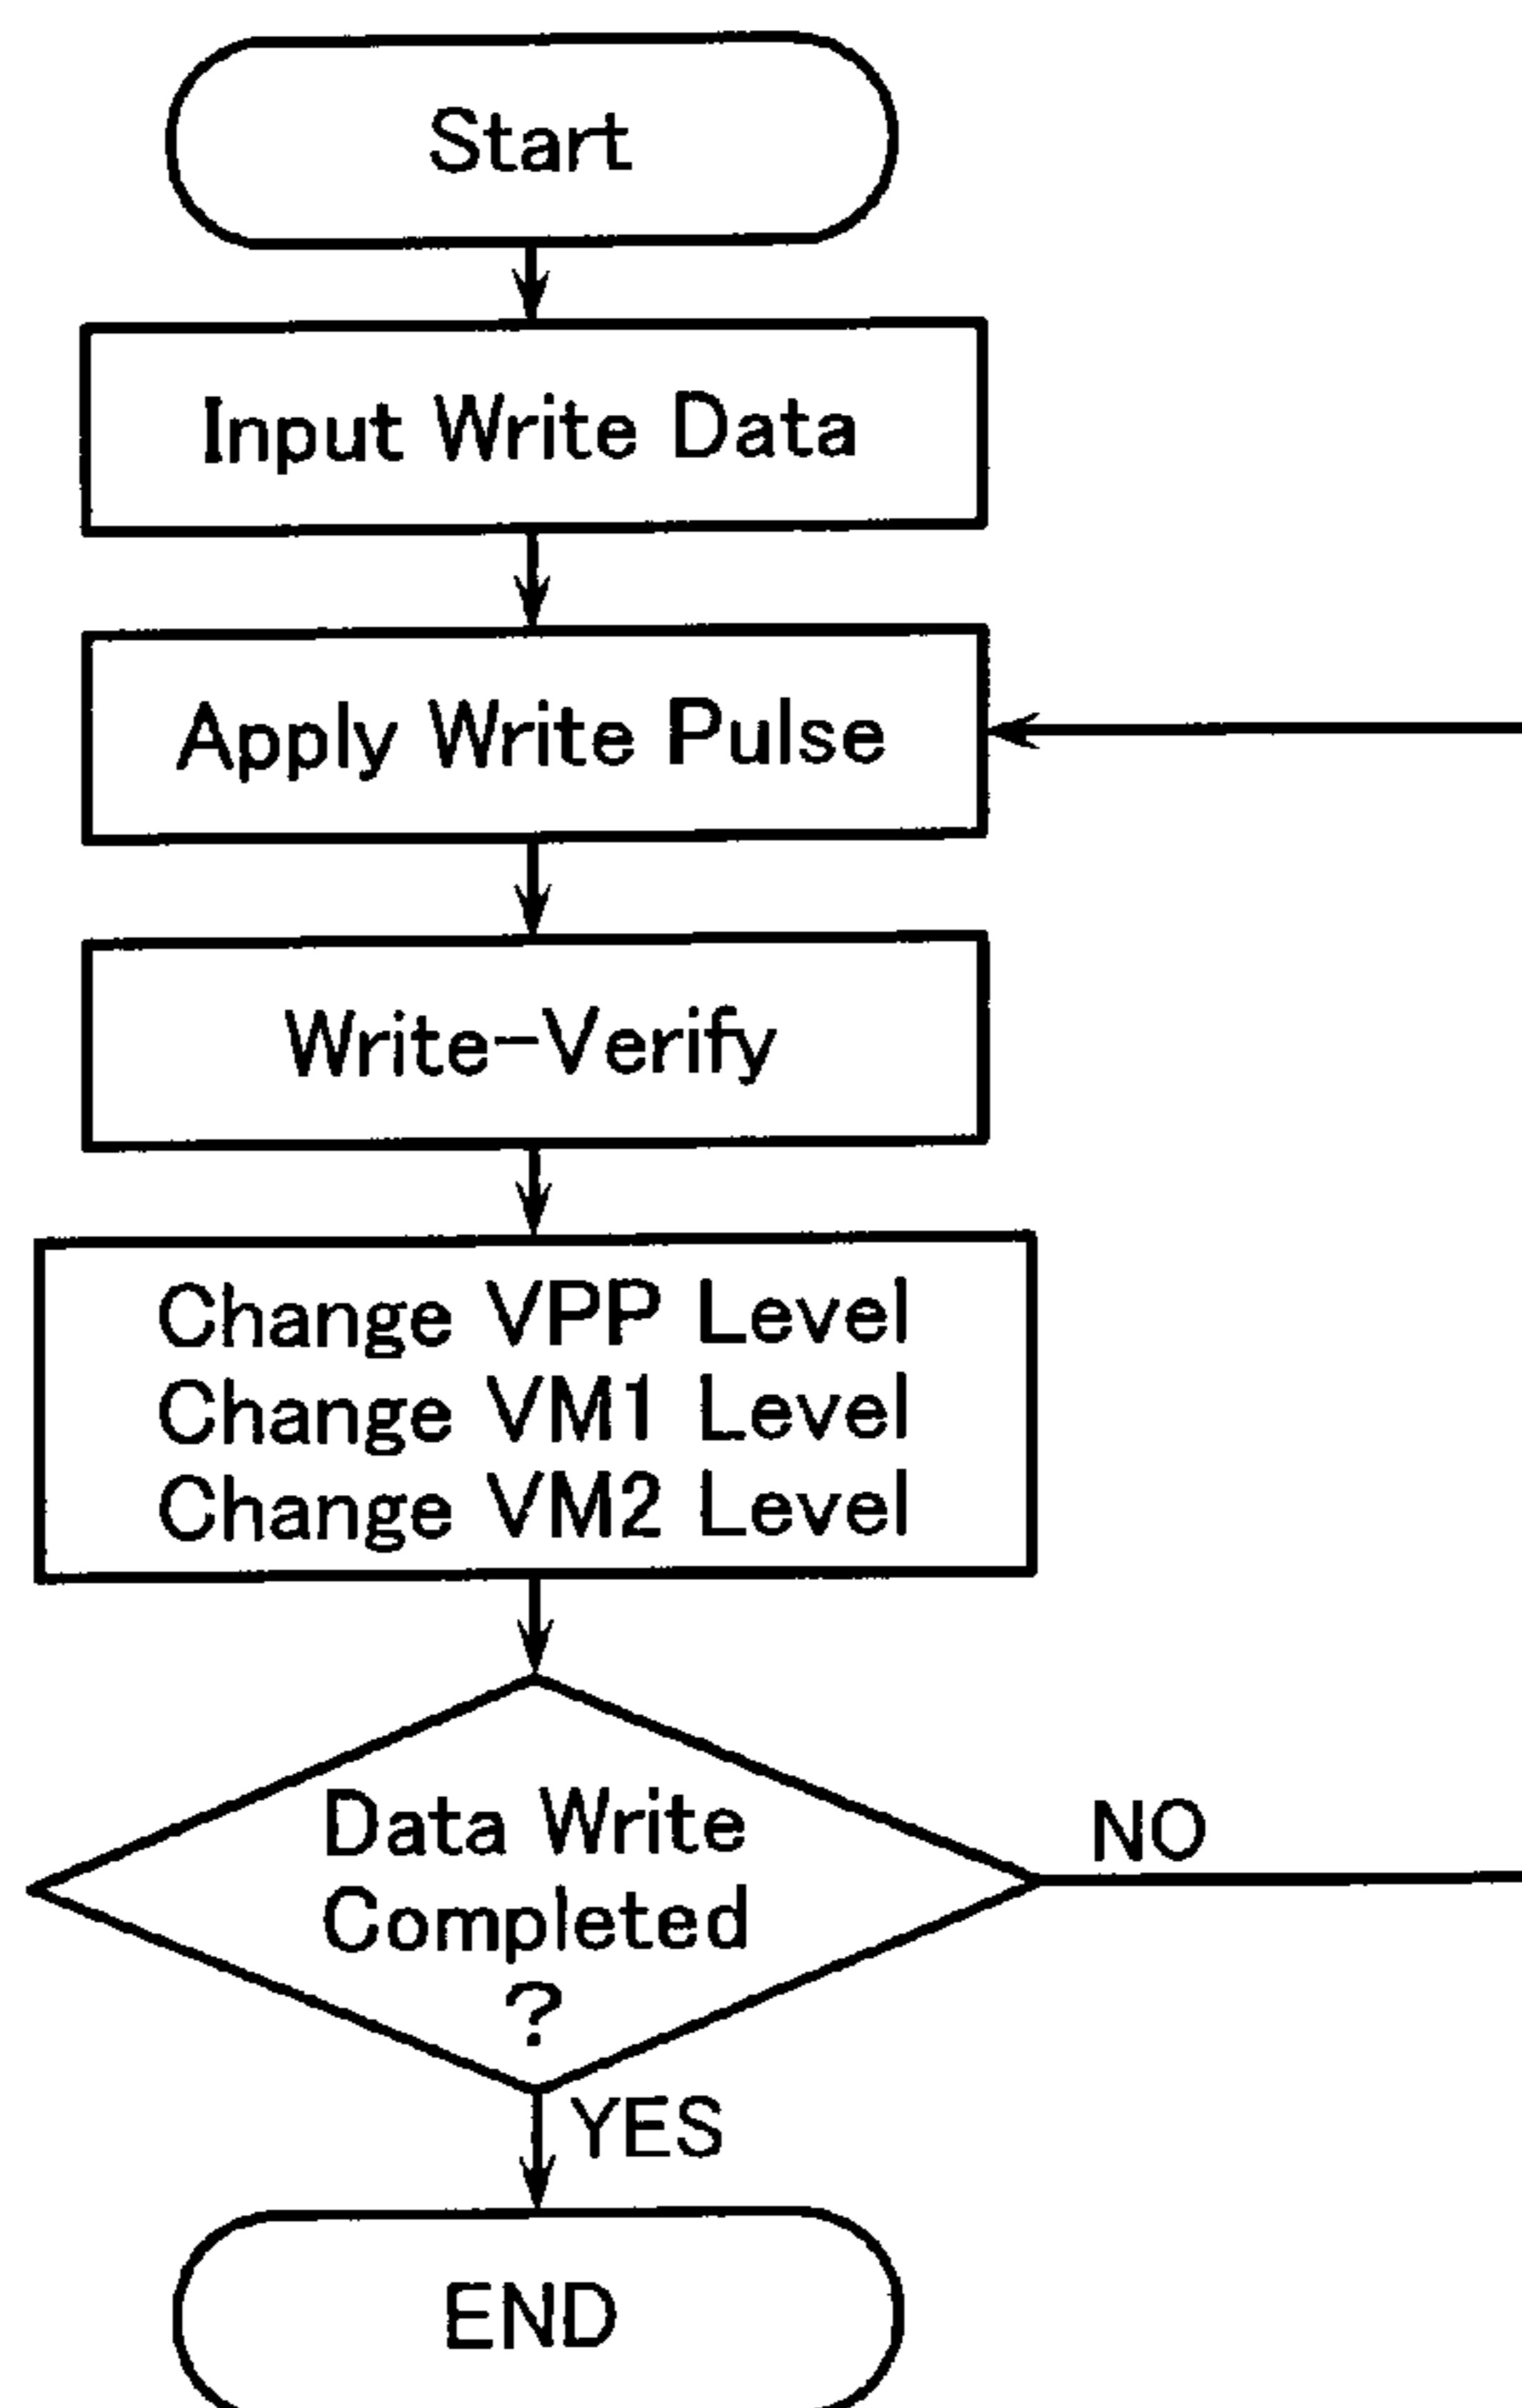 Start
Input Write Data
Apply Write Pulse
Write-Verify
Change VPP Level
Change VM1 Level
Change VM2 Level
Data Write
Completed
?
NO
YES
END